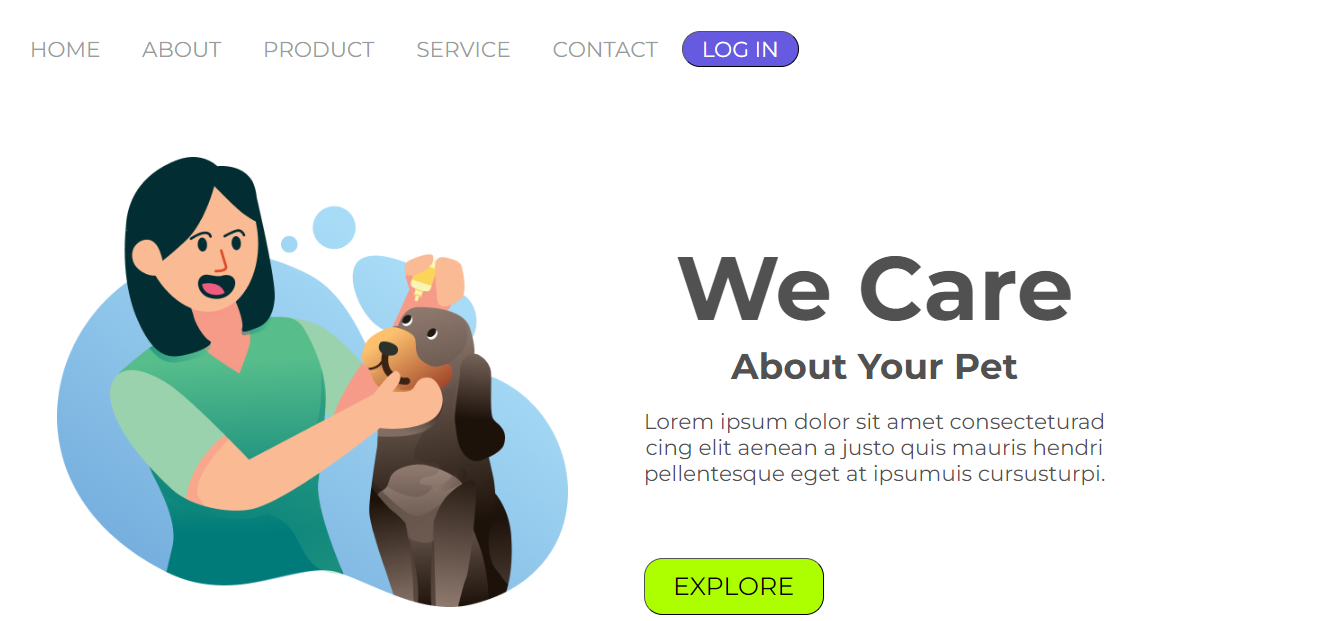 HOME ABOUT PRODUCT SERVICE CONTACT LOG IN
We Care
About Your Pet
Lorem ipsum dolor sit amet consecteturad
cing elit aenean a justo quis mauris hendri
pellentesque eget at ipsumuis cursusturpi.
EXPLORE